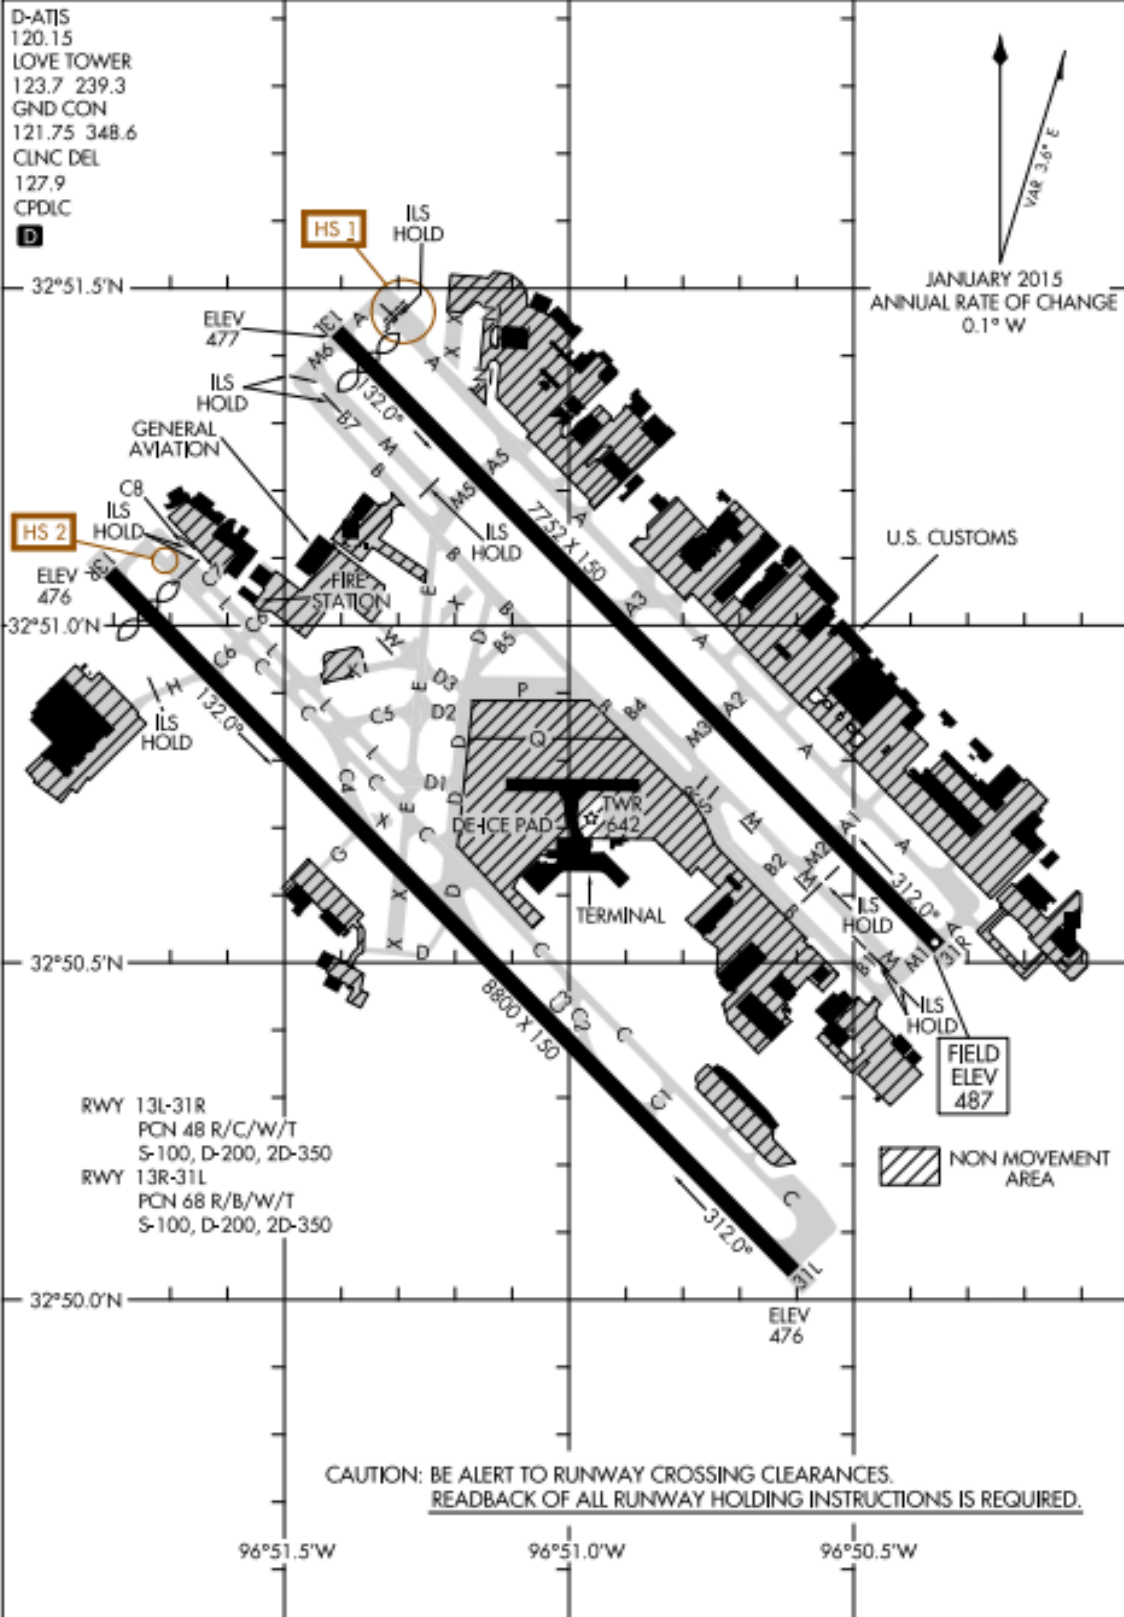 D-ATIS
120.15
LOVE TOWER
123.7 239.3
GND CON
121.75 348.6
CLNC DEL
127.9
CPDLC
D
HS 1
ILS
HOLD
VAR 3.6° E
JANUARY 2015
ANNUAL RATE OF CHANGE
0.1° W
32°51.5'N
ELEV
477
13L
A
X
X
A
M6
ILS
HOLD
132.0°
B7
M
B
GENERAL
AVIATION
A5
M5
C8
ILS
HOLD
HS 2
ILS
HOLD
7752 X 150
A
U.S. CUSTOMS
ELEV
476
13R
C7
FIRE
STATION
B
E
X
B
A3
32°51.0'N
L
C6
W
D
B5
A
C6
L
C
X
D3
E
P
H
ILS
HOLD
132.0°
L
C
C5
D2
B
B4
A2
M3
D
Q
A
L
C
C4
D1
E
D
DE-ICE PAD
TWR
642
M
X
C
A1
A
G
B2
M2
M
312.0°
D
X
TERMINAL
B
ILS
HOLD
A
31R
X
D
C
32°50.5'N
B1
M
M1
ILS
HOLD
8800 X 150
C3
C2
C
FIELD
ELEV
487
C1
RWY 13L-31R
PCN 48 R/C/W/T
S-100, D-200, 2D-350
RWY 13R-31L
PCN 68 R/B/W/T
S-100, D-200, 2D-350
NON MOVEMENT
AREA
C
312.0°
31L
32°50.0'N
ELEV
476
CAUTION: BE ALERT TO RUNWAY CROSSING CLEARANCES.
READBACK OF ALL RUNWAY HOLDING INSTRUCTIONS IS REQUIRED.
96°51.5'W
96°51.0'W
96°50.5'W